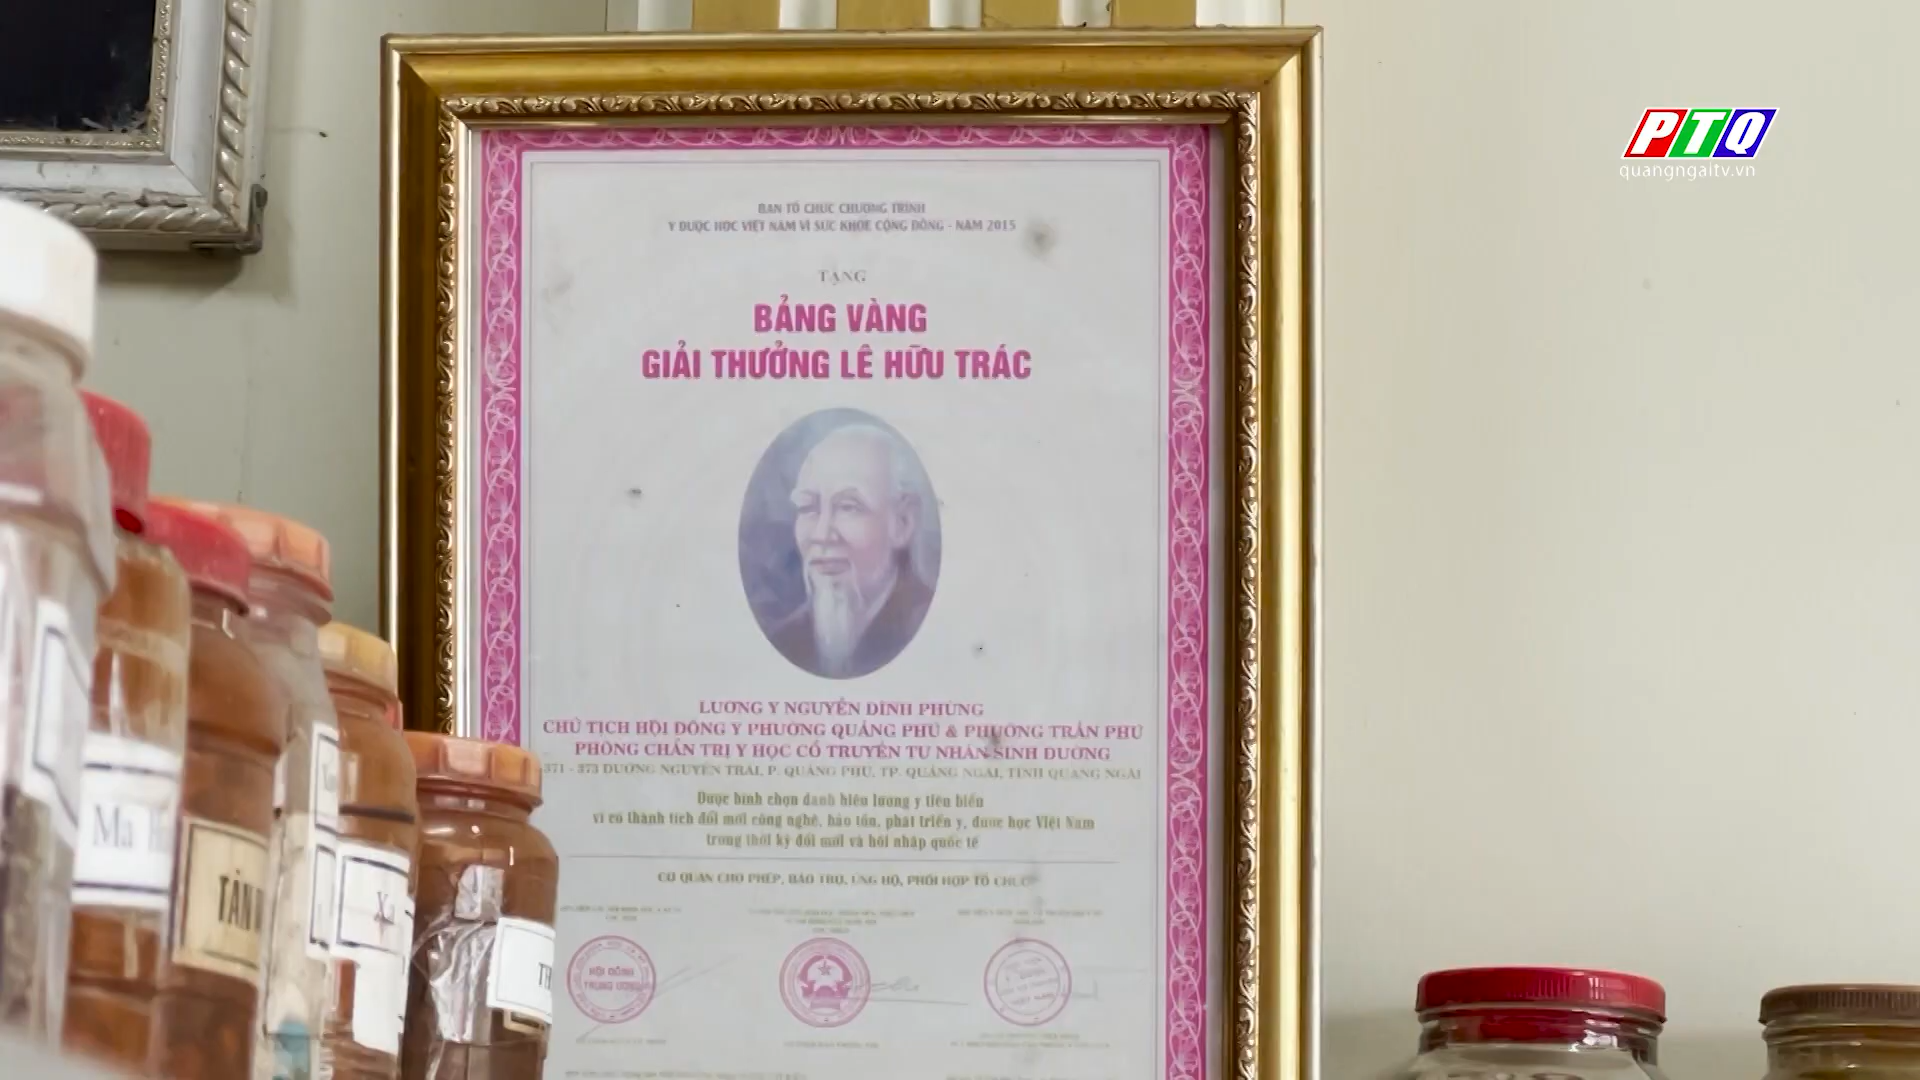 PTQ
quangngaitv.vn
BAN TỔ CHỨC CHƯƠNG TRÌNH
Y DƯỢC HỌC VIỆT NAM VÌ SỨC KHỎE CỘNG ĐỒNG - NĂM 2015
TẶNG
BẢNG VÀNG
GIẢI THƯỞNG LÊ HỮU TRÁC
LƯƠNG Y NGUYỄN ĐÌNH PHÙNG
CHỦ TỊCH HỘI ĐÔNG Y PHƯỜNG QUẢNG PHÚ & PHƯỜNG TRẦN PHÚ
PHÒNG CHẨN TRỊ Y HỌC CỔ TRUYỀN TƯ NHÂN SINH ĐƯỜNG
371 - 373 ĐƯỜNG NGUYỄN TRÃI, P. QUẢNG PHÚ, TP. QUẢNG NGÃI, TỈNH QUẢNG NGÃI
Được bình chọn danh hiệu lương y tiêu biểu
vì có thành tích đổi mới công nghệ, bảo tồn, phát triển y, dược học Việt Nam
trong thời kỳ đổi mới và hội nhập quốc tế
CƠ QUAN CHO PHÉP, BẢO TRỢ, ỦNG HỘ, PHỐI HỢP TỔ CHỨC
HỘI ĐỒNG
TRUNG ƯƠNG
Ma H
TÂN
Xa
TH